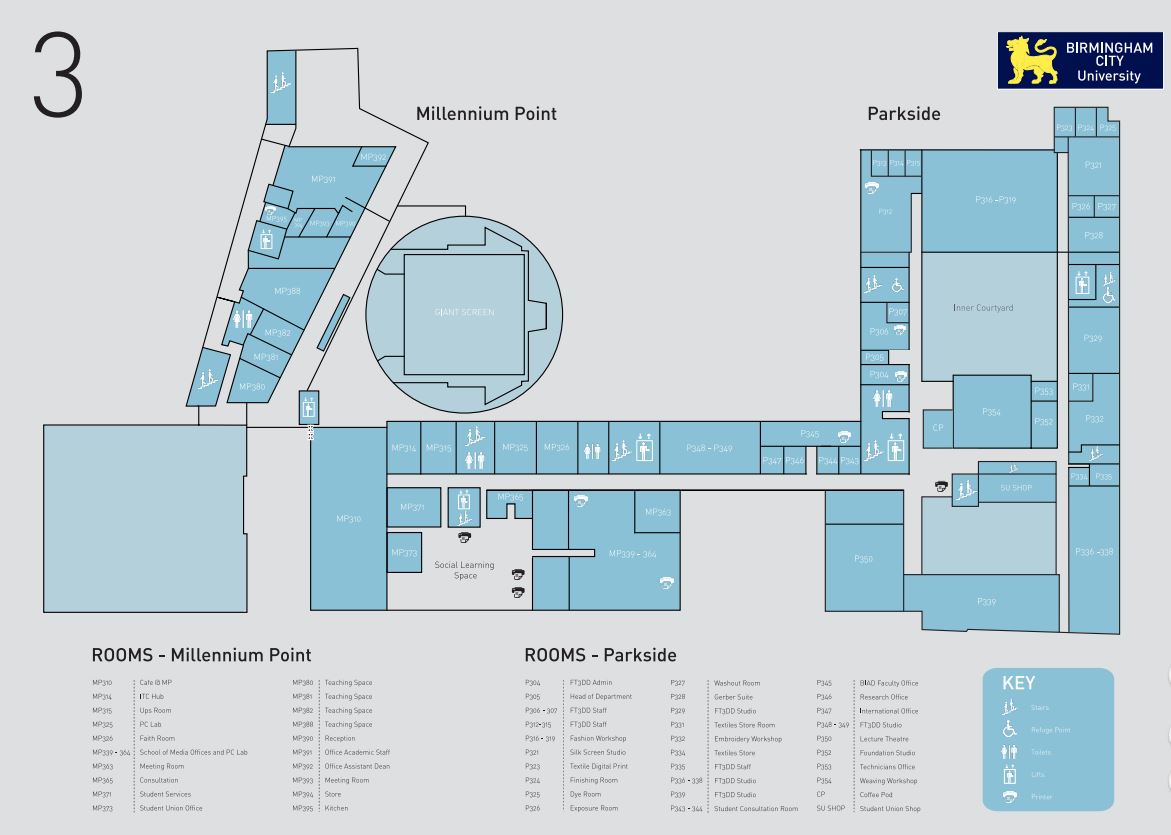 3
BIRMINGHAM
CITY
University
Millennium Point
Parkside
P323 P324 P325
MP392
P313 P314 P315
P321
MP391
P316 -P319
P312
P326 P327
MP395
P328
MP388
Inner Courtyard
GIANT SCREEN
P307
P306
MP382
P329
MP381
P305
P304
MP380
P331
P353
P354
P332
P352
CP
MP314
MP315
MP325
MP326
P348 - P349
P345
P347
P346
P344
P343
P334
P335
SU SHOP
MP371
MP365
MP310
MP363
MP373
MP339 - 364
Social Learning
Space
P350
P336 -338
P339
ROOMS - Millennium Point
MP310 Cafe @ MP
MP314 ITC Hub
MP315 Ups Room
MP325 PC Lab
MP326 Faith Room
MP339 - 364 School of Media Offices and PC Lab
MP363 Meeting Room
MP365 Consultation
MP371 Student Services
MP373 Student Union Office
MP380 Teaching Space
MP381 Teaching Space
MP382 Teaching Space
MP388 Teaching Space
MP390 Reception
MP391 Office Academic Staff
MP392 Office Assistant Dean
MP393 Meeting Room
MP394 Store
MP395 Kitchen
ROOMS - Parkside
P304 FT3DD Admin
P305 Head of Department
P306 - 307 FT3DD Staff
P312-315 FT3DD Staff
P316 - 319 Fashion Workshop
P321 Silk Screen Studio
P323 Textile Digital Print
P324 Finishing Room
P325 Dye Room
P326 Exposure Room
P327 Washout Room
P328 Gerber Suite
P329 FT3DD Studio
P331 Textiles Store Room
P332 Embroidery Workshop
P334 Textiles Store
P335 FT3DD Staff
P336 - 338 FT3DD Studio
P339 FT3DD Studio
P343 - 344 Student Consultation Room
P345 BIAD Faculty Office
P346 Research Office
P347 International Office
P348 - 349 FT3DD Studio
P350 Lecture Theatre
P352 Foundation Studio
P353 Technicians Office
P354 Weaving Workshop
CP Coffee Pod
SU SHOP Student Union Shop
KEY
Stairs
Refuge Point
Toilets
Lifts
Printer